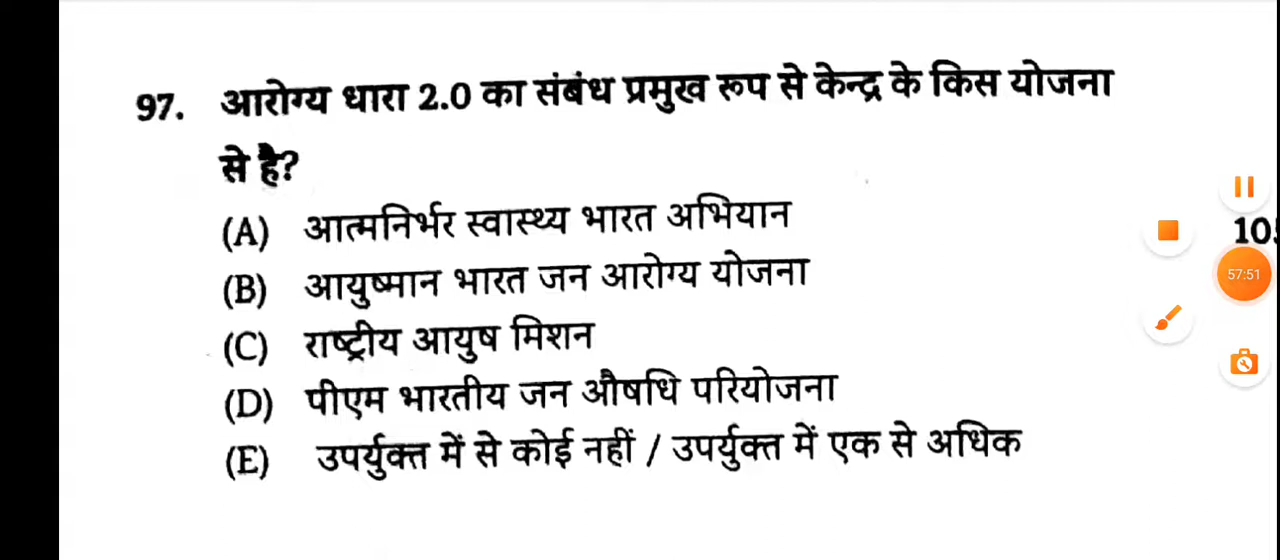 97. आरोग्य धारा 2.0 का संबंध प्रमुख रूप से केन्द्र के किस योजना
से है?
(A) आत्मनिर्भर स्वास्थ्य भारत अभियान
(B) आयुष्मान भारत जन आरोग्य योजना
(C) राष्ट्रीय आयुष मिशन
(D) पीएम भारतीय जन औषधि परियोजना
(E) उपर्युक्त में से कोई नहीं / उपर्युक्त में एक से अधिक
10
57:51